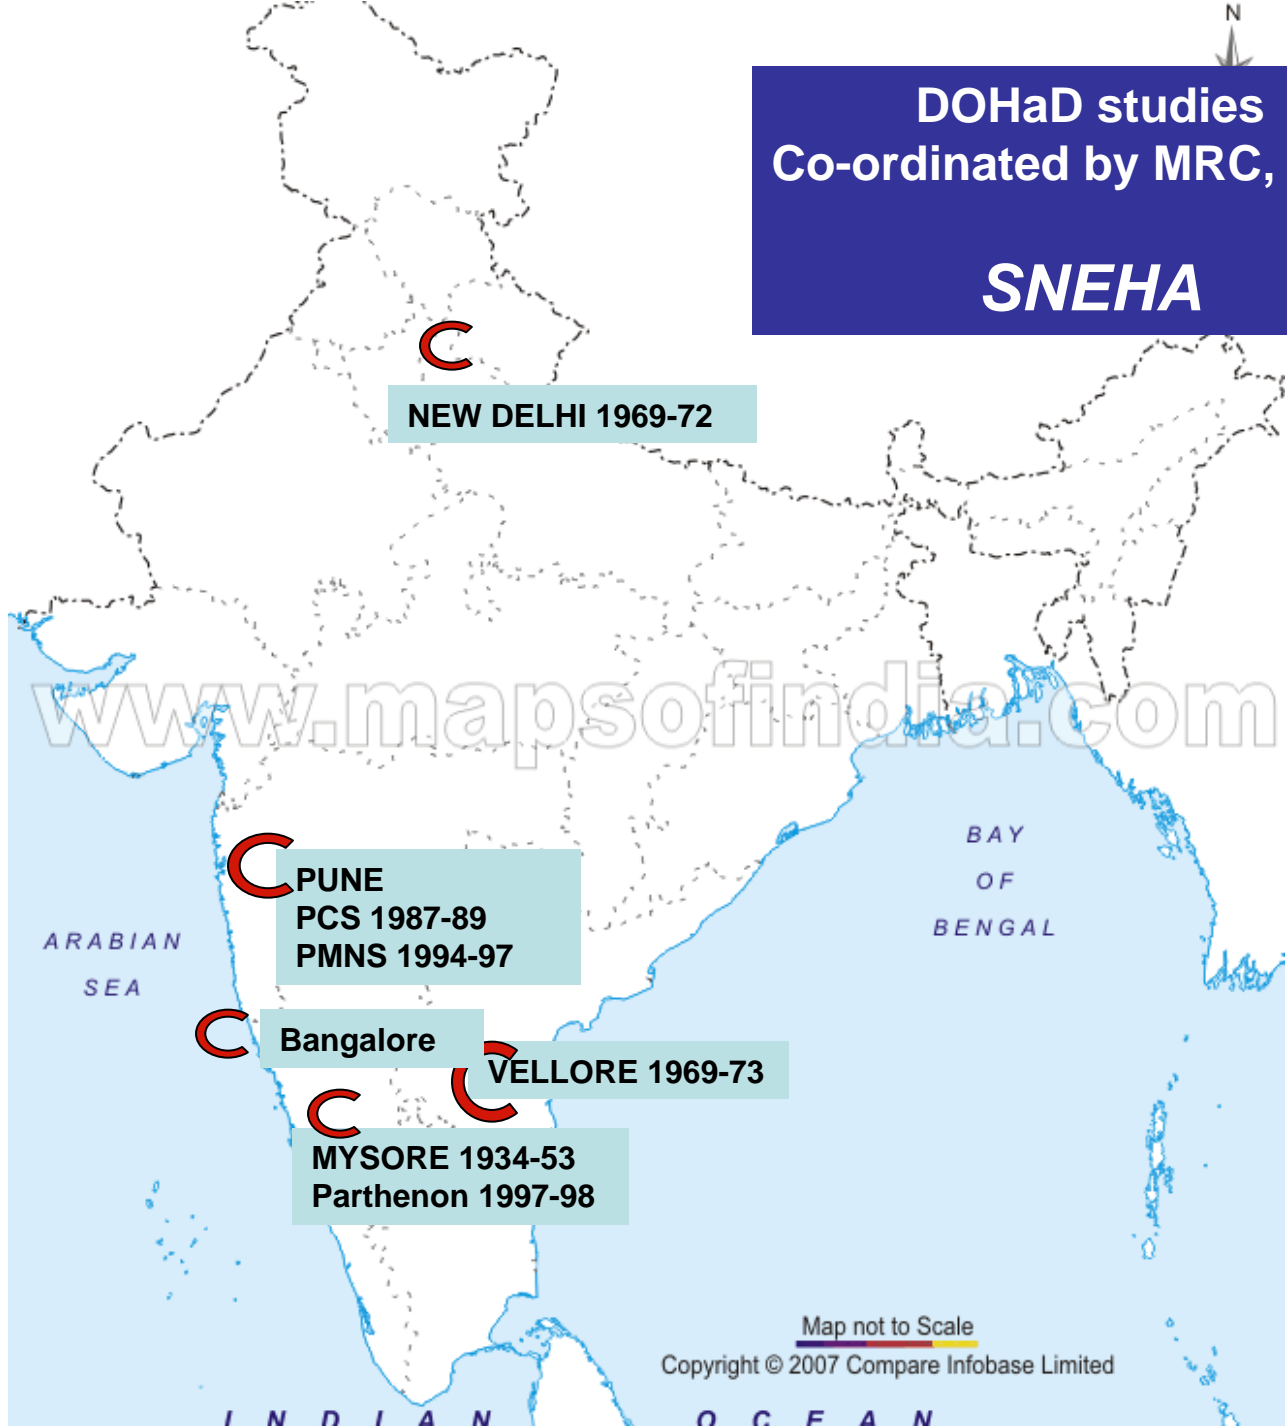 N
DOHaD studies
Co-ordinated by MRC,
SNEHA
NEW DELHI 1969-72
www.mapsofindia.com
BAY
OF
BENGAL
PUNE
PCS 1987-89
PMNS 1994-97
ARABIAN
SEA
Bangalore
VELLORE 1969-73
MYSORE 1934-53
Parthenon 1997-98
Map not to Scale
Copyright © 2007 Compare Infobase Limited
INDIAN OCEAN